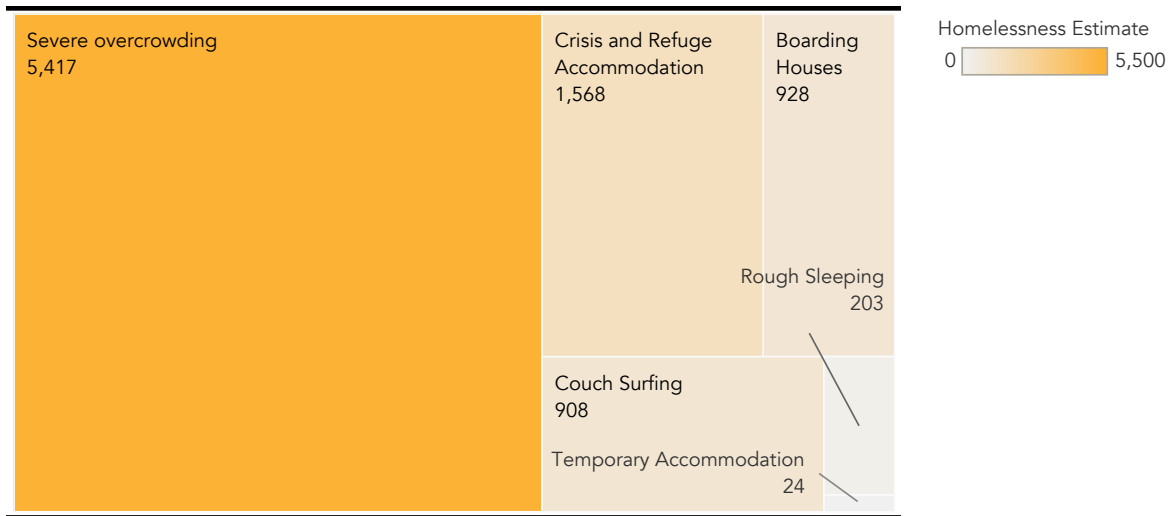 Severe overcrowding
5,417
Crisis and Refuge
Accommodation
1,568
Boarding
Houses
928
Rough Sleeping
203
Couch Surfing
908
Temporary Accommodation
24
Homelessness Estimate
0 5,500